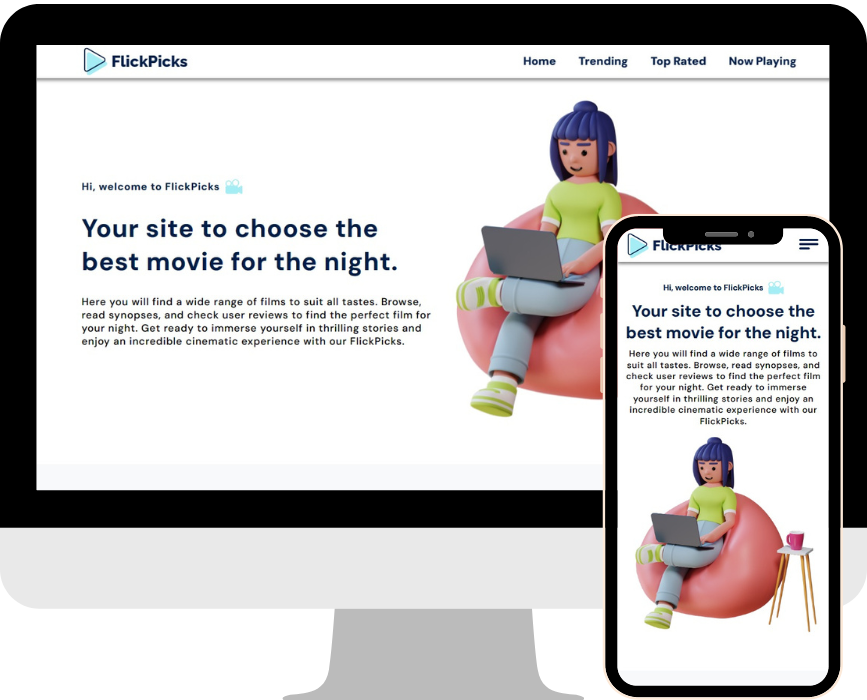 FlickPicks
Home Trending Top Rated Now Playing
Hi, welcome to FlickPicks
Your site to choose the
best movie for the night.
Here you will find a wide range of films to suit all tastes. Browse,
read synopses, and check user reviews to find the perfect film for
your night. Get ready to immerse yourself in thrilling stories and
enjoy an incredible cinematic experience with our FlickPicks.
FlickPicks
Hi, welcome to FlickPicks
Your site to choose the
best movie for the night.
Here you will find a wide range of films to
suit all tastes. Browse, read synopses, and
check user reviews to find the perfect film
for your night. Get ready to immerse
yourself in thrilling stories and enjoy an
incredible cinematic experience with our
FlickPicks.